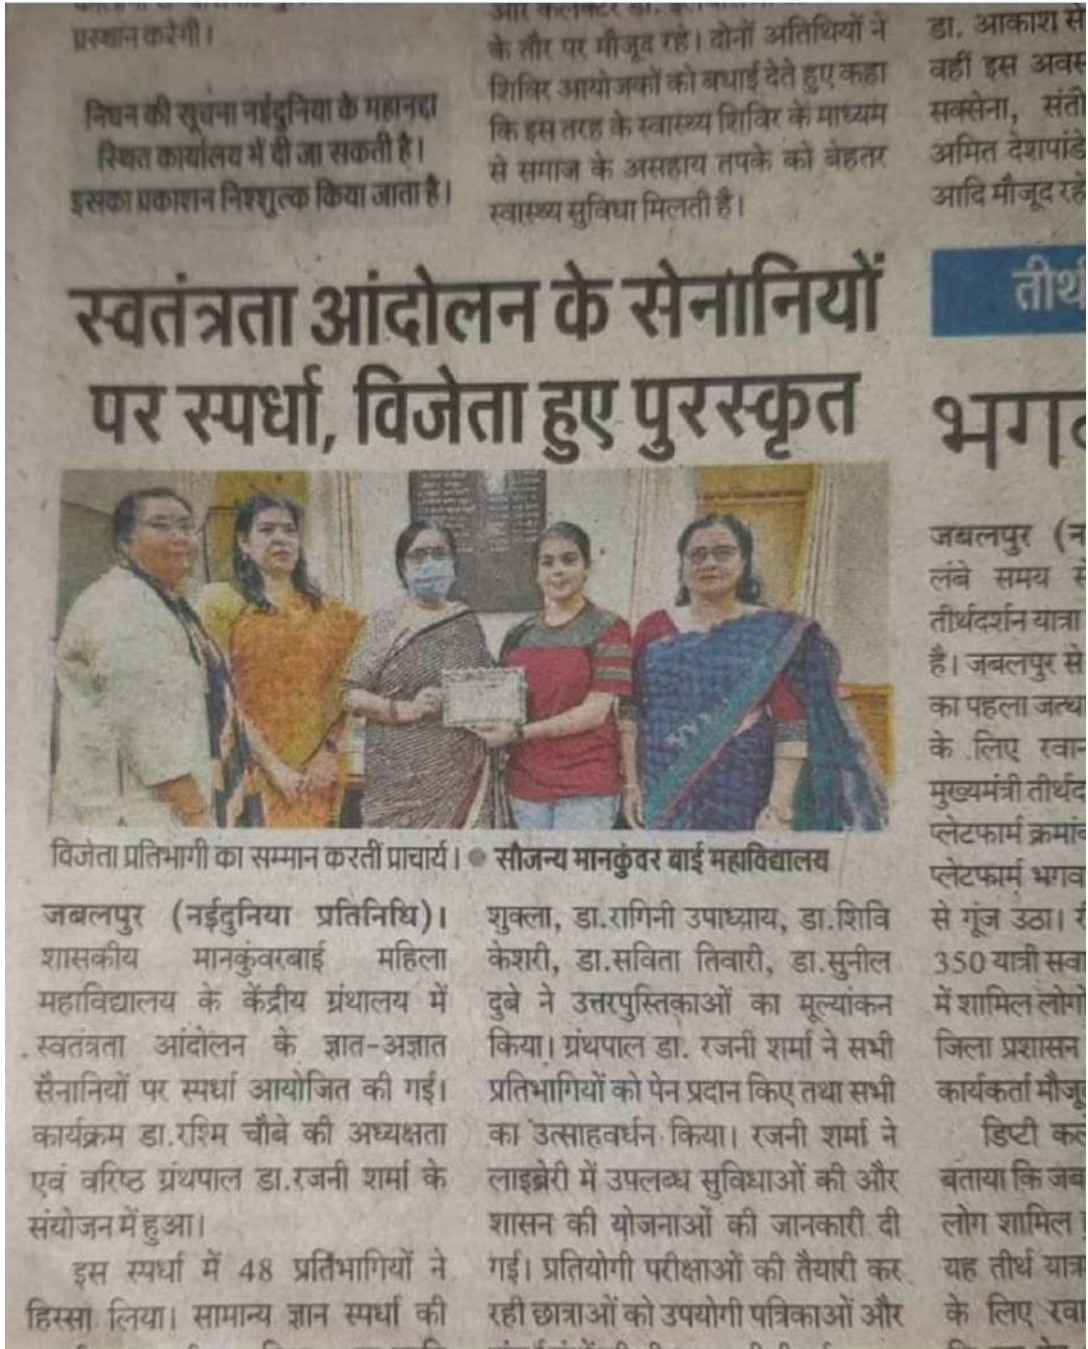 प्रस्थान करेगी।
निधन की सूचना नईदुनिया के महानद्दा
स्थित कार्यालय में दी जा सकती है।
इसका प्रकाशन निश्शुल्क किया जाता है।
और कलेक्टर डा.
के तौर पर मौजूद रहे। दोनों अतिथियों ने
शिविर आयोजकों को बधाई देते हुए कहा
कि इस तरह के स्वास्थ्य शिविर के माध्यम
से समाज के असहाय तपके को बेहतर
स्वास्थ्य सुविधा मिलती है।
डा. आकाश से
वहीं इस अवस
सक्सेना, संतो
अमित देशपांडे
आदि मौजूद रहे
स्वतंत्रता आंदोलन के सेनानियों
पर स्पर्धा, विजेता हुए पुरस्कृत
विजेता प्रतिभागी का सम्मान करतीं प्राचार्य। ● सौजन्य मानकुंवर बाई महाविद्यालय
जबलपुर (नईदुनिया प्रतिनिधि)।
शासकीय मानकुंवरबाई महिला
महाविद्यालय के केंद्रीय ग्रंथालय में
स्वतंत्रता आंदोलन के ज्ञात-अज्ञात
सैनानियों पर स्पर्धा आयोजित की गई।
कार्यक्रम डा.रश्मि चौबे की अध्यक्षता
एवं वरिष्ठ ग्रंथपाल डा.रजनी शर्मा के
संयोजन में हुआ।
इस स्पर्धा में 48 प्रतिभागियों ने
हिस्सा लिया। सामान्य ज्ञान स्पर्धा की
शुक्ला, डा.रागिनी उपाध्याय, डा.शिवि
केशरी, डा.सविता तिवारी, डा.सुनील
दुबे ने उत्तरपुस्तिकाओं का मूल्यांकन
किया। ग्रंथपाल डा. रजनी शर्मा ने सभी
प्रतिभागियों को पेन प्रदान किए तथा सभी
का उत्साहवर्धन किया। रजनी शर्मा ने
लाइब्रेरी में उपलब्ध सुविधाओं की और
शासन की योजनाओं की जानकारी दी
गई। प्रतियोगी परीक्षाओं की तैयारी कर
रही छात्राओं को उपयोगी पत्रिकाओं और
तीर्थ
भगव
जबलपुर (न
लंबे समय से
तीर्थदर्शन यात्रा
है। जबलपुर से
का पहला जत्था
के लिए रवान
मुख्यमंत्री तीर्थद
प्लेटफार्म क्रमांक
प्लेटफार्म भगव
से गूंज उठा।
350 यात्री सवा
में शामिल लोगों
जिला प्रशासन
कार्यकर्ता मौजू
डिप्टी कल
बताया कि जब
लोग शामिल
यह तीर्थ यात्रा
के लिए रवा